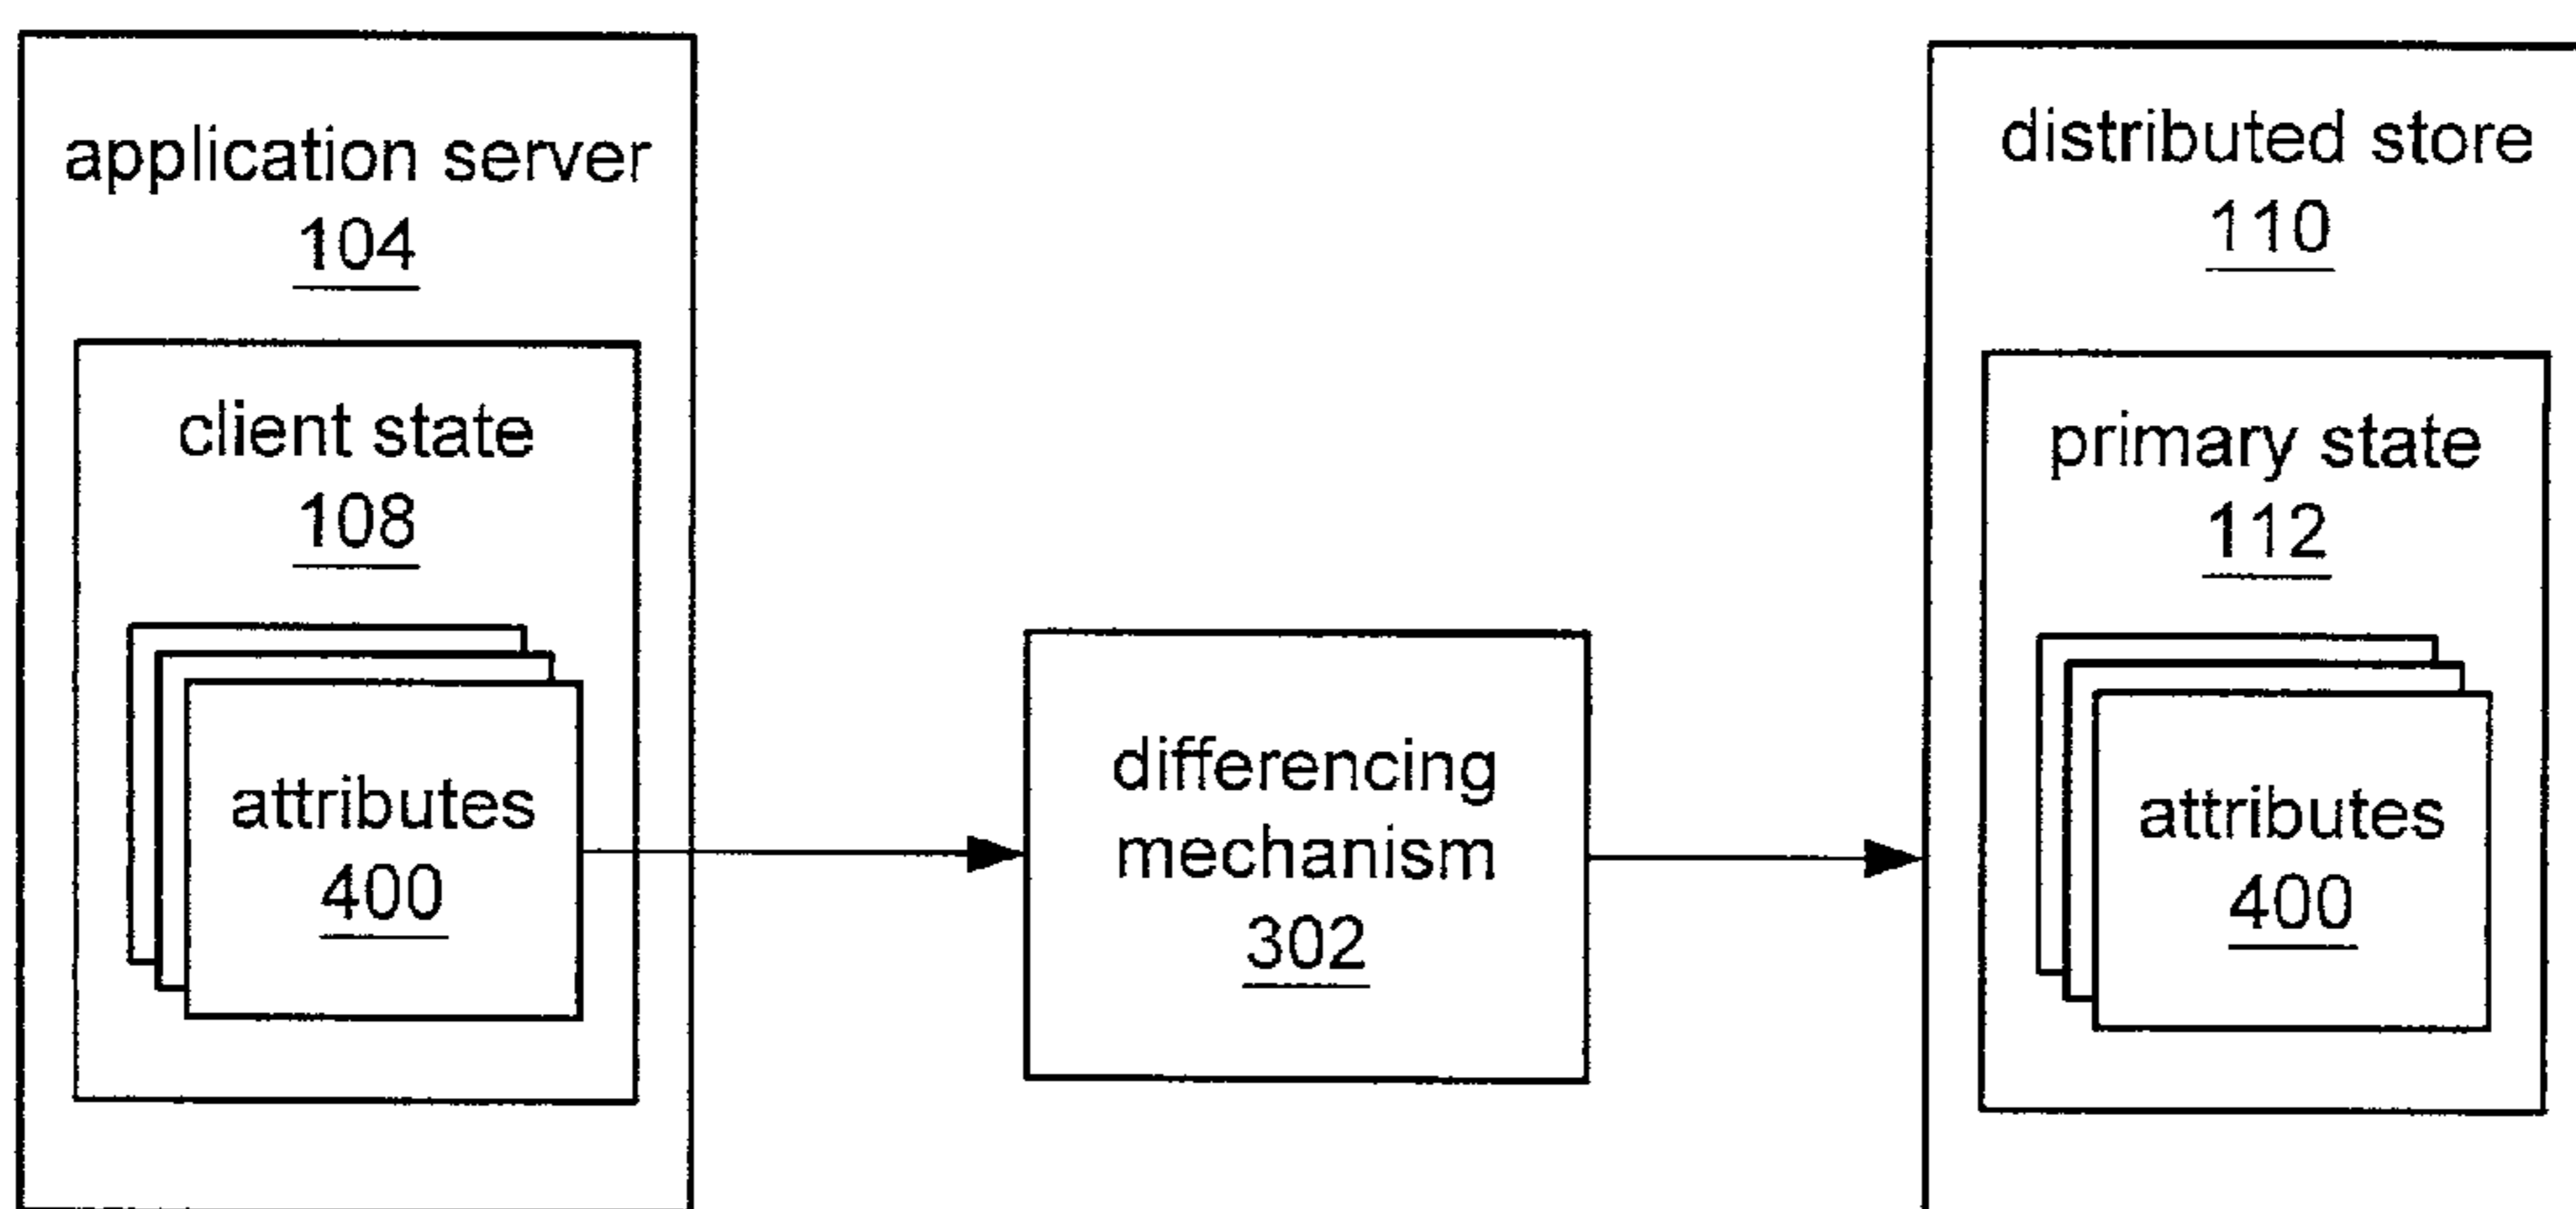 application server
104
client state
108
attributes
400
differencing
mechanism
302
distributed store
110
primary state
112
attributes
400